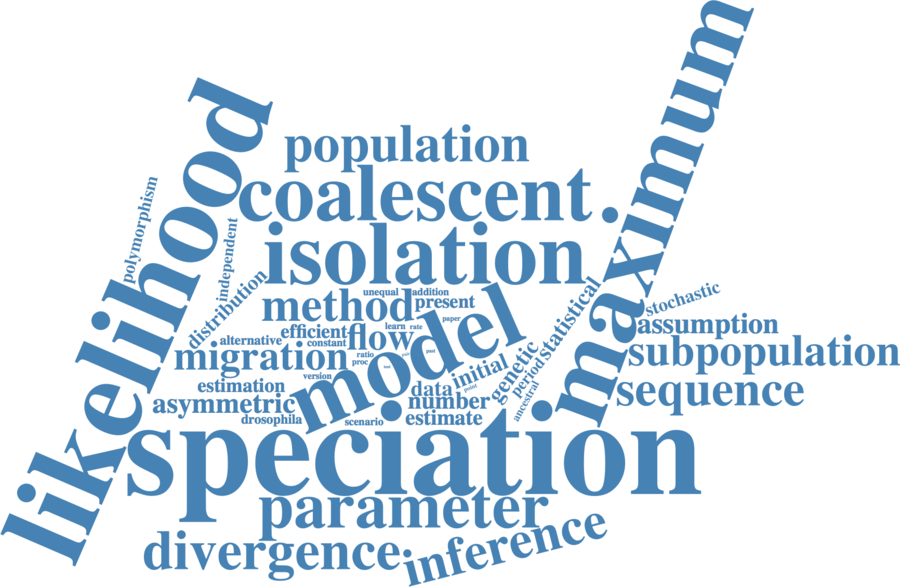 maximum
likelihood
population
coalescent
polymorphism
isolation
independent
distribution
unequal
addition
method
present
model
statistical
stochastic
paper
assumption
learn
rate
efficient
flow
alternative
constant
migration
subpopulation
ratio
proc
past
genetic
initial
period
version
estimation
data
point
sequence
asymmetric
number
ancestral
drosophila
scenario
estimate
speciation
parameter
divergence
inference